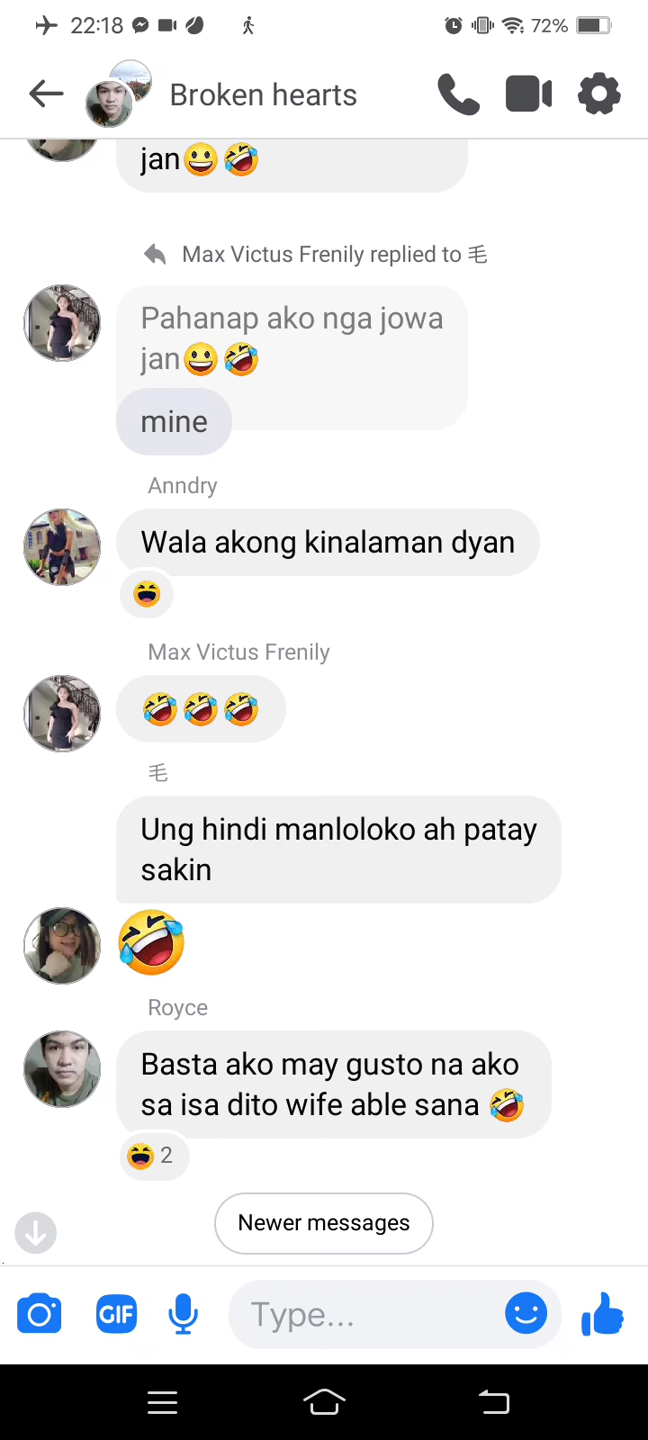 22:18
72%
Broken hearts
jan😀🤣
Max Victus Frenily replied to 毛
Pahanap ako nga jowa
jan😀🤣
mine
Anndry
Wala akong kinalaman dyan
😆
Max Victus Frenily
🤣🤣🤣
毛
Ung hindi manloloko ah patay
sakin
🤣
Royce
Basta ako may gusto na ako
sa isa dito wife able sana 🤣
😆 2
Newer messages
GIF
Type...